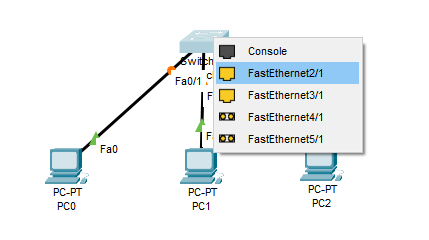 Console
Switch
FastEthernet2/1
Fa0/1
FastEthernet3/1
FastEthernet4/1
FastEthernet5/1
Fa0
Fa
PC-PT
PC0
PC-PT
PC1
PC-PT
PC2